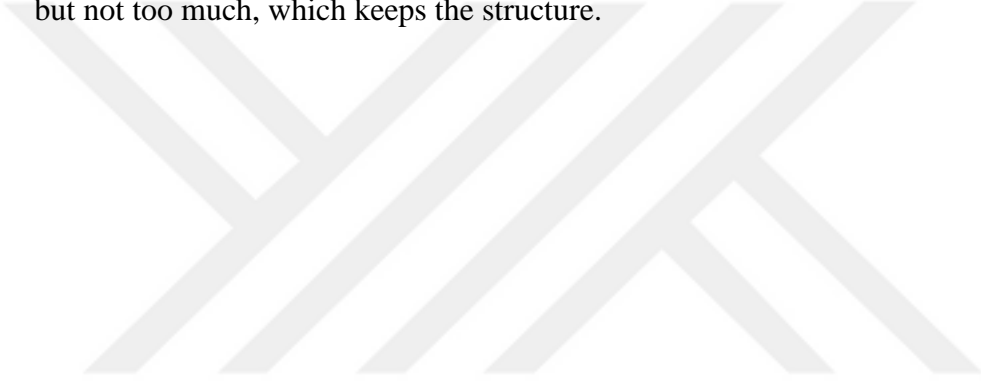 but not too much, which keeps the structure.